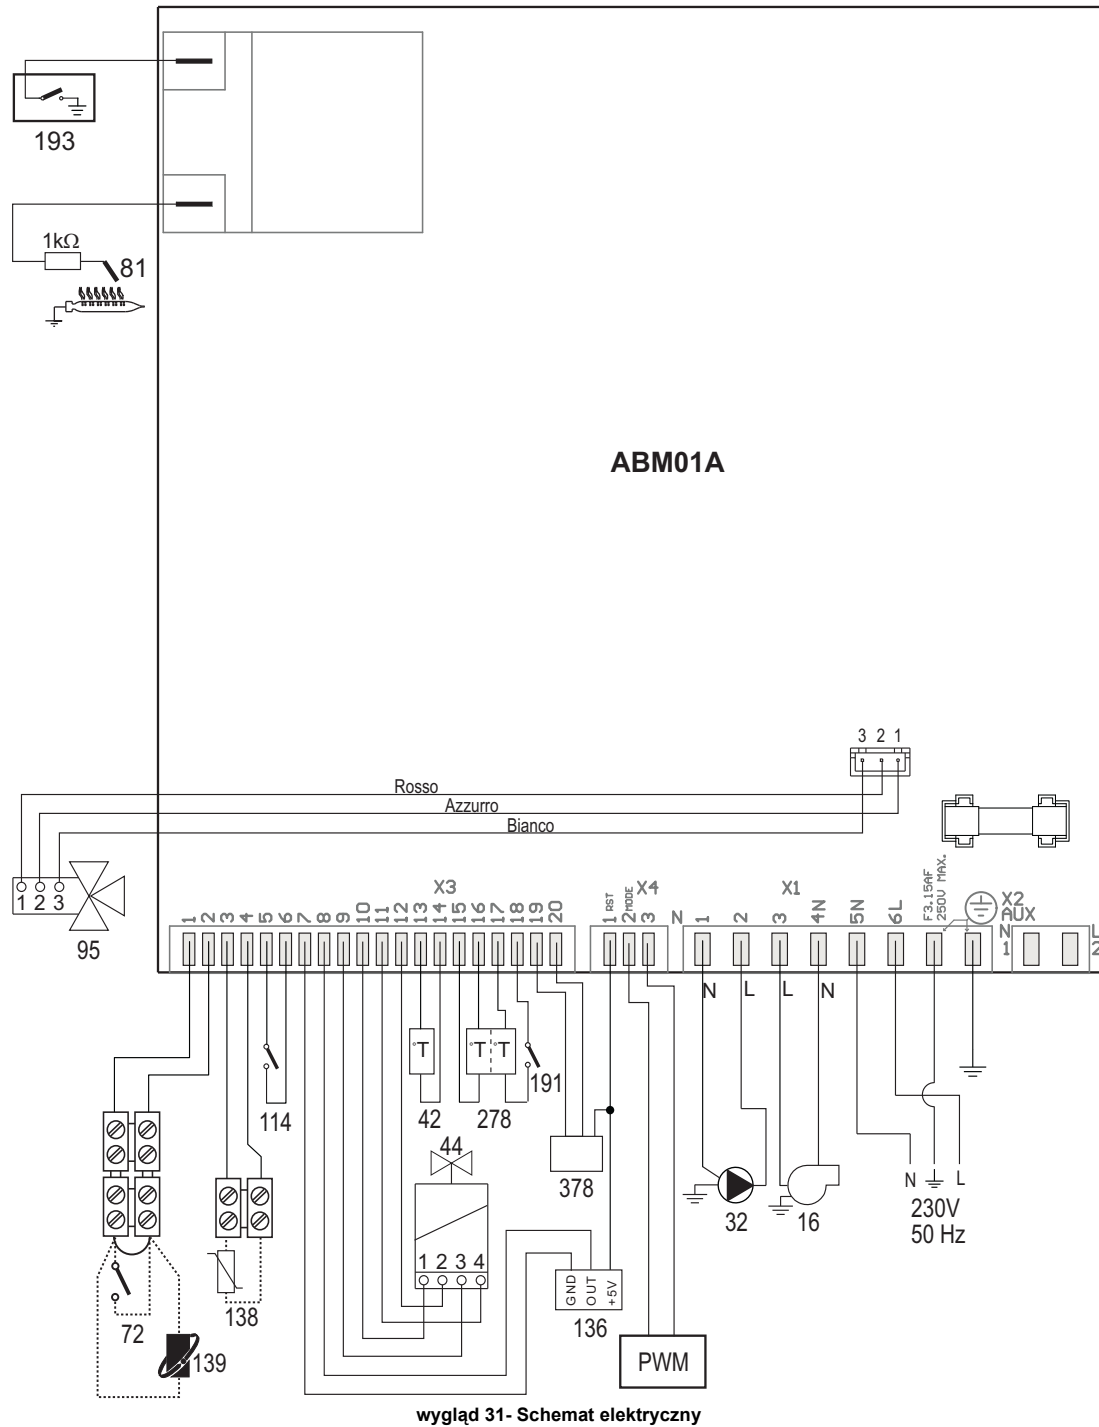 193
1kΩ
81
ABM01A
3 2 1
Rosso
Azzurro
Bianco
1 2 3
95
X3
X4
X1
F3.15AF
250V MAX.
X2
AUX
1 2 3 4 5 6 7 8 9 10 11 12 13 14 15 16 17 18 19 20
1 RST
2 MODE
3
N
1 2 3 4N 5N 6L
N 1
L 2
N L L N
°T
°T °T
191
114
42
278
44
378
32
16
N L
230V
50 Hz
1 2 3 4
GND
OUT
+5V
136
72
138
139
PWM
wygląd 31- Schemat elektryczny